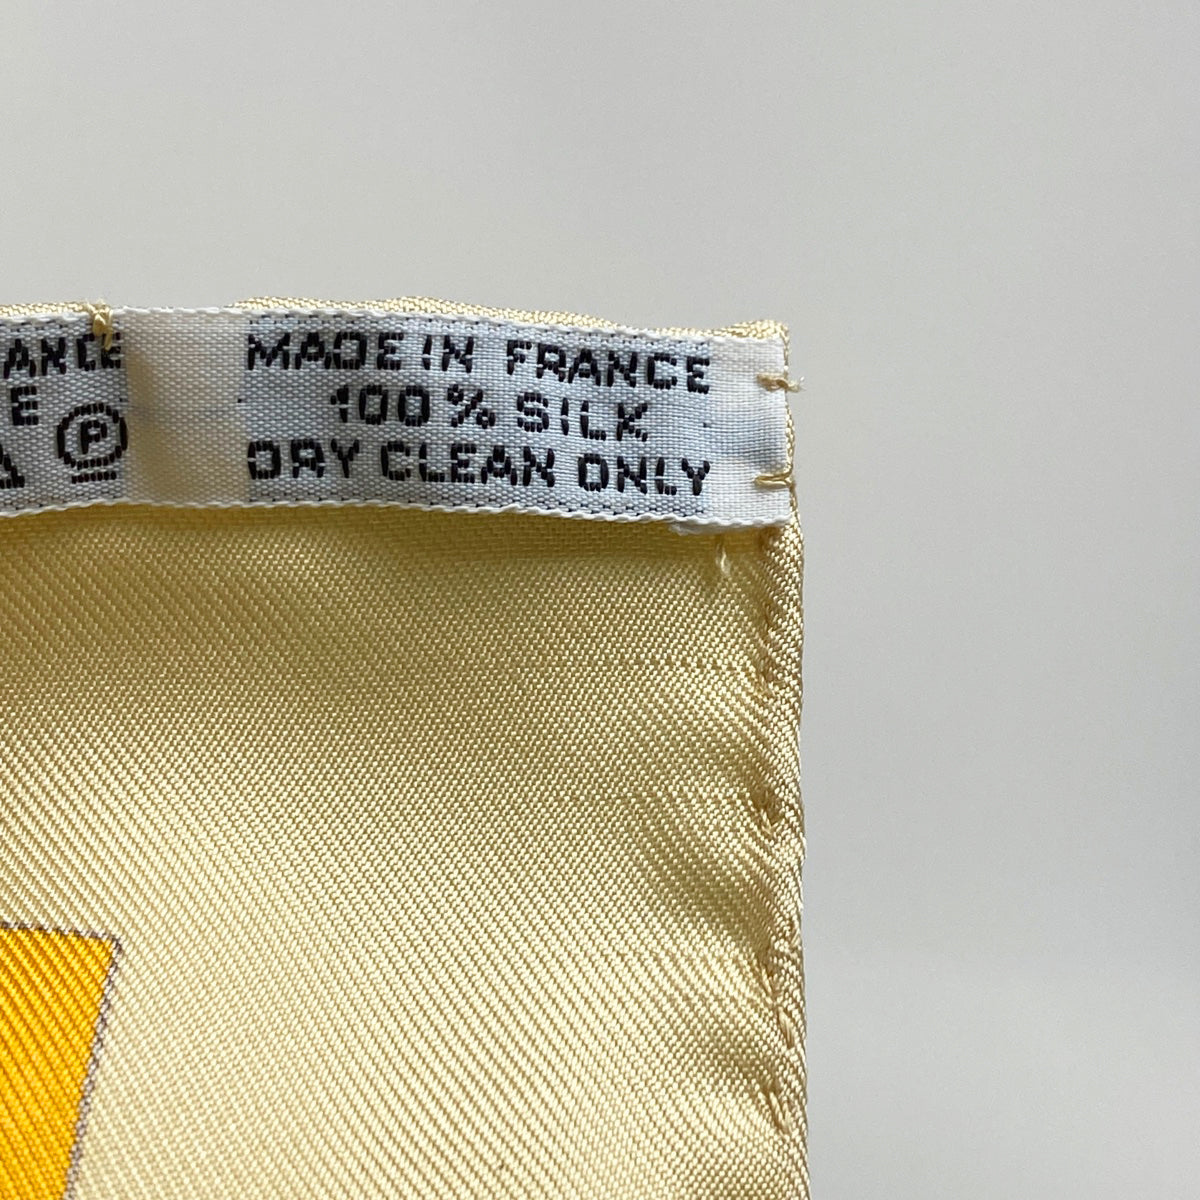 MADE IN FRANCE
100% SILK
DRY CLEAN ONLY
E
P